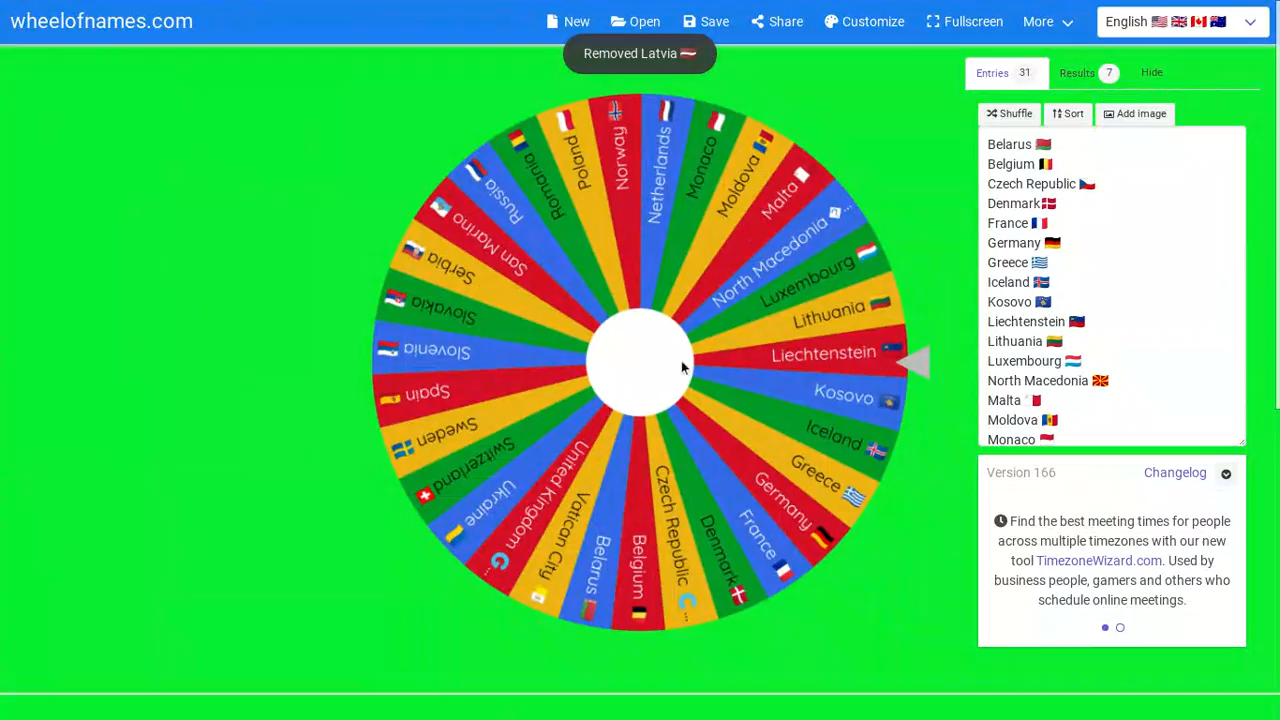 wheelofnames.com
New
Open
Save
Share
Customize
Fullscreen
More
English 🇺🇸 🇬🇧 🇨🇦 🇦🇺
Removed Latvia 🇱🇻
Entries 31
Results 7
Hide
Shuffle
Sort
Add image
Belarus 🇧🇾
Belgium 🇧🇪
Czech Republic 🇨🇿
Denmark🇩🇰
France 🇫🇷
Germany 🇩🇪
Greece 🇬🇷
Iceland 🇮🇸
Kosovo 🇽🇰
Liechtenstein 🇱🇮
Lithuania 🇱🇹
Luxembourg 🇱🇺
North Macedonia 🇲🇰
Malta 🇲🇹
Moldova 🇲🇩
Monaco 🇲🇨
Netherlands
Monaco
Moldova
Malta
North Macedonia �...
Luxembourg
Lithuania
Liechtenstein
Kosovo
Iceland
Greece
Germany
France
Denmark
Czech Republic C...
Belgium
Belarus
Vatican City
United Kingdom G...
Ukraine
Switzerland
Sweden
Spain
Slovenia
Slovakia
Serbia
San Marino
Russia
Romania
Poland
Norway
Version 166
Changelog
Find the best meeting times for people
across multiple timezones with our new
tool TimezoneWizard.com. Used by
business people, gamers and others who
schedule online meetings.